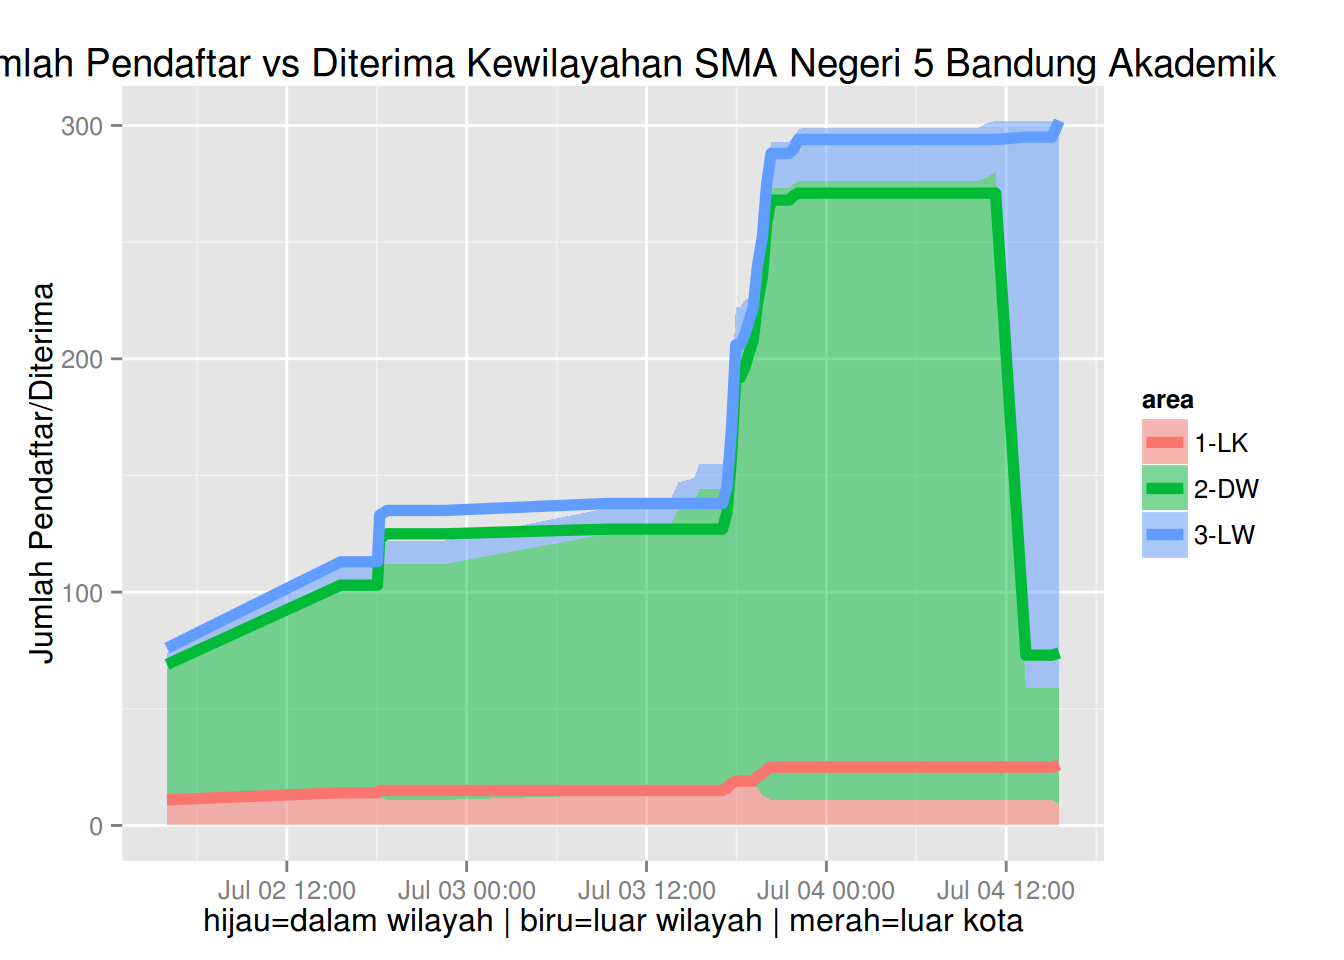 mlah Pendaftar vs Diterima Kewilayahan SMA Negeri 5 Bandung Akademik
Jumlah Pendaftar/Diterima
300
200
100
0
Jul 02 12:00
Jul 03 00:00
Jul 03 12:00
Jul 04 00:00
Jul 04 12:00
hijau=dalam wilayah | biru=luar wilayah | merah=luar kota
area
1-LK
2-DW
3-LW